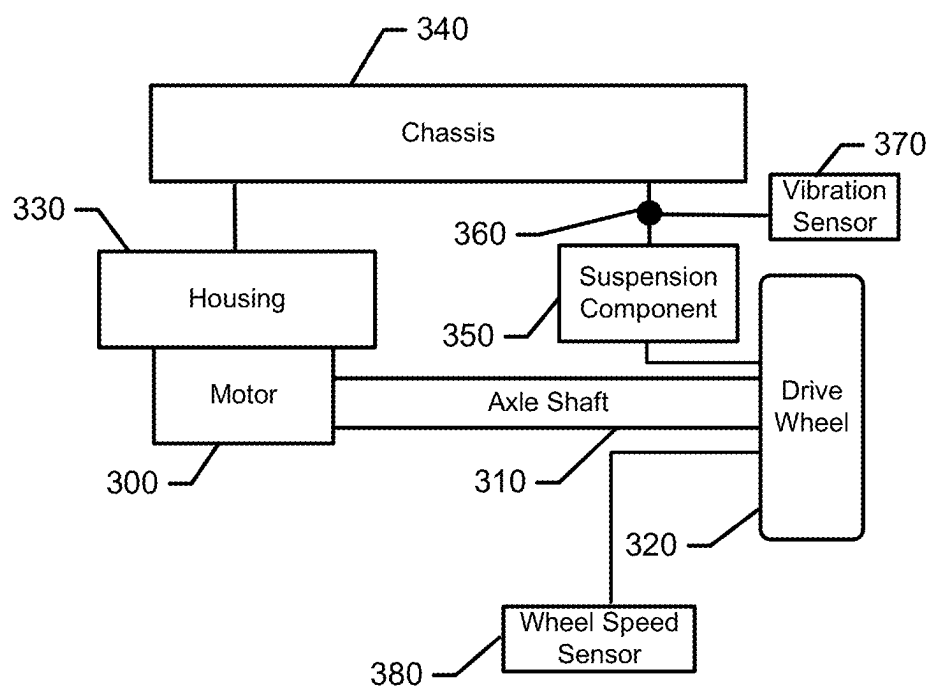 340
Chassis
370
Vibration
Sensor
330
360
Housing
Suspension
Component
350
Motor
Axle Shaft
Drive
Wheel
300
310
320
Wheel Speed
Sensor
380